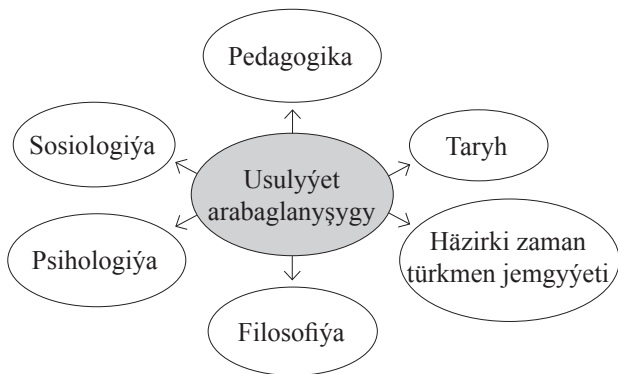 Pedagogika
Sosiologiýa
Taryh
Usulyýet
arabaglanyşygy
Psihologiýa
Häzirki zaman
türkmen jemgyýeti
Filosofiýa